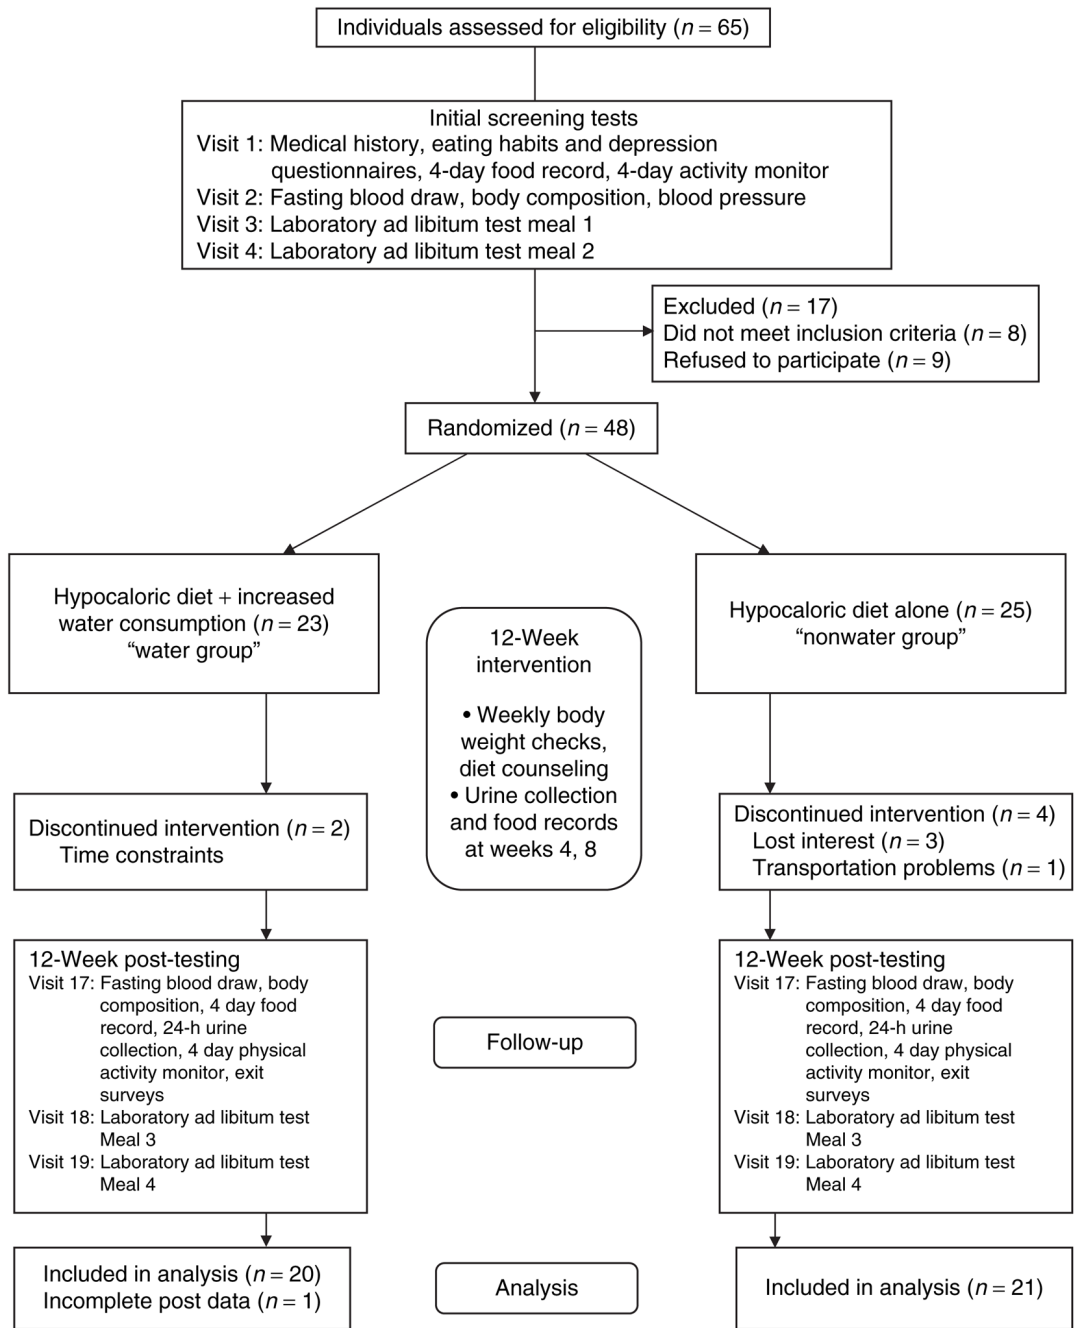 Individuals assessed for eligibility (n = 65)
Initial screening tests
Visit 1: Medical history, eating habits and depression
questionnaires, 4-day food record, 4-day activity monitor
Visit 2: Fasting blood draw, body composition, blood pressure
Visit 3: Laboratory ad libitum test meal 1
Visit 4: Laboratory ad libitum test meal 2
Excluded (n = 17)
Did not meet inclusion criteria (n = 8)
Refused to participate (n = 9)
Randomized (n = 48)
Hypocaloric diet + increased
water consumption (n = 23)
“water group”
Hypocaloric diet alone (n = 25)
“nonwater group”
12-Week
intervention
• Weekly body
weight checks,
diet counseling
• Urine collection
and food records
at weeks 4, 8
Discontinued intervention (n = 2)
Time constraints
Discontinued intervention (n = 4)
Lost interest (n = 3)
Transportation problems (n = 1)
12-Week post-testing
Visit 17: Fasting blood draw, body
composition, 4 day food
record, 24-h urine
collection, 4 day physical
activity monitor, exit
surveys
Visit 18: Laboratory ad libitum test
Meal 3
Visit 19: Laboratory ad libitum test
Meal 4
Follow-up
12-Week post-testing
Visit 17: Fasting blood draw, body
composition, 4 day food
record, 24-h urine
collection, 4 day physical
activity monitor, exit
surveys
Visit 18: Laboratory ad libitum test
Meal 3
Visit 19: Laboratory ad libitum test
Meal 4
Included in analysis (n = 20)
Incomplete post data (n = 1)
Analysis
Included in analysis (n = 21)